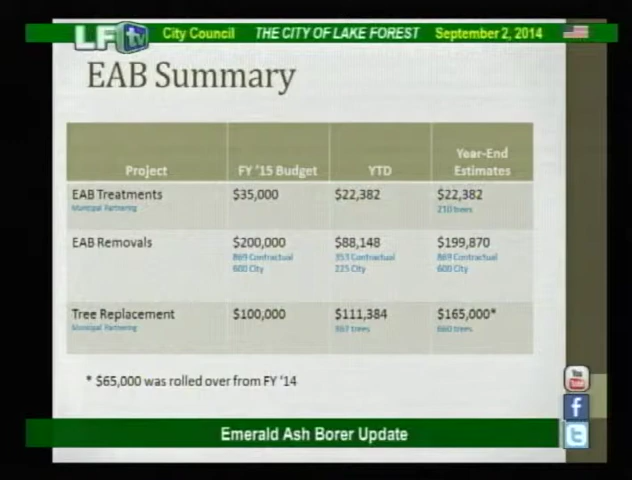 LF tv City Council THE CITY OF LAKE FOREST September 2, 2014
EAB Summary
Project FY '15 Budget YTD Year-End Estimates
EAB Treatments $35,000 $22,382 $22,382
Municipal Partnering 210 trees
EAB Removals $200,000 $88,148 $199,870
869 Contractual 353 Contractual 869 Contractual
600 City 225 City 600 City
Tree Replacement $100,000 $111,384 $165,000*
Municipal Partnering trees 660 trees
* $65,000 was rolled over from FY '14
You Tube
f
Emerald Ash Borer Update